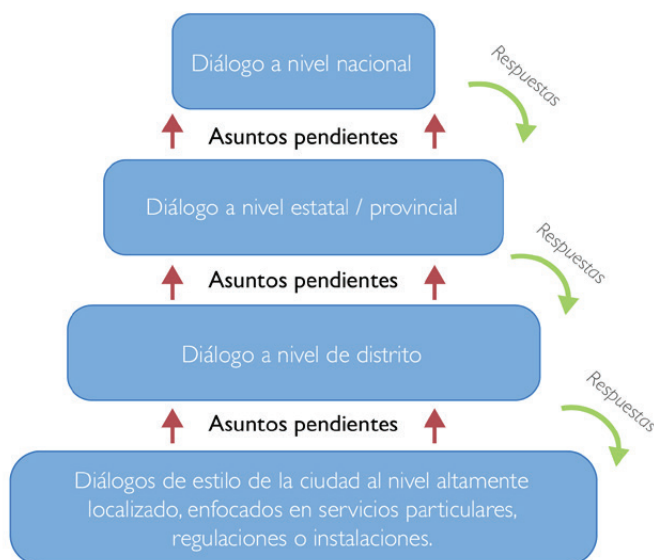 Diálogo a nivel nacional
Respuestas
Asuntos pendientes
Diálogo a nivel estatal / provincial
Respuestas
Asuntos pendientes
Diálogo a nivel de distrito
Respuestas
Asuntos pendientes
Diálogos de estilo de la ciudad al nivel altamente
localizado, enfocados en servicios particulares,
regulaciones o instalaciones.